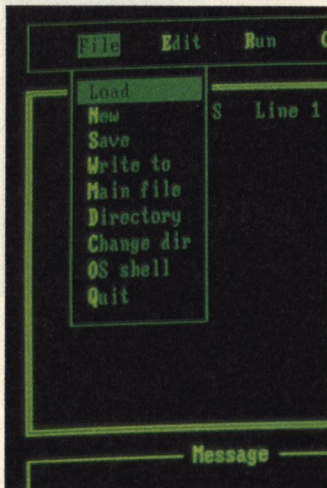 File Edit Run
Load
New S Line 1
Save
Write to
Main file
Directory
Change dir
OS shell
Quit
Message